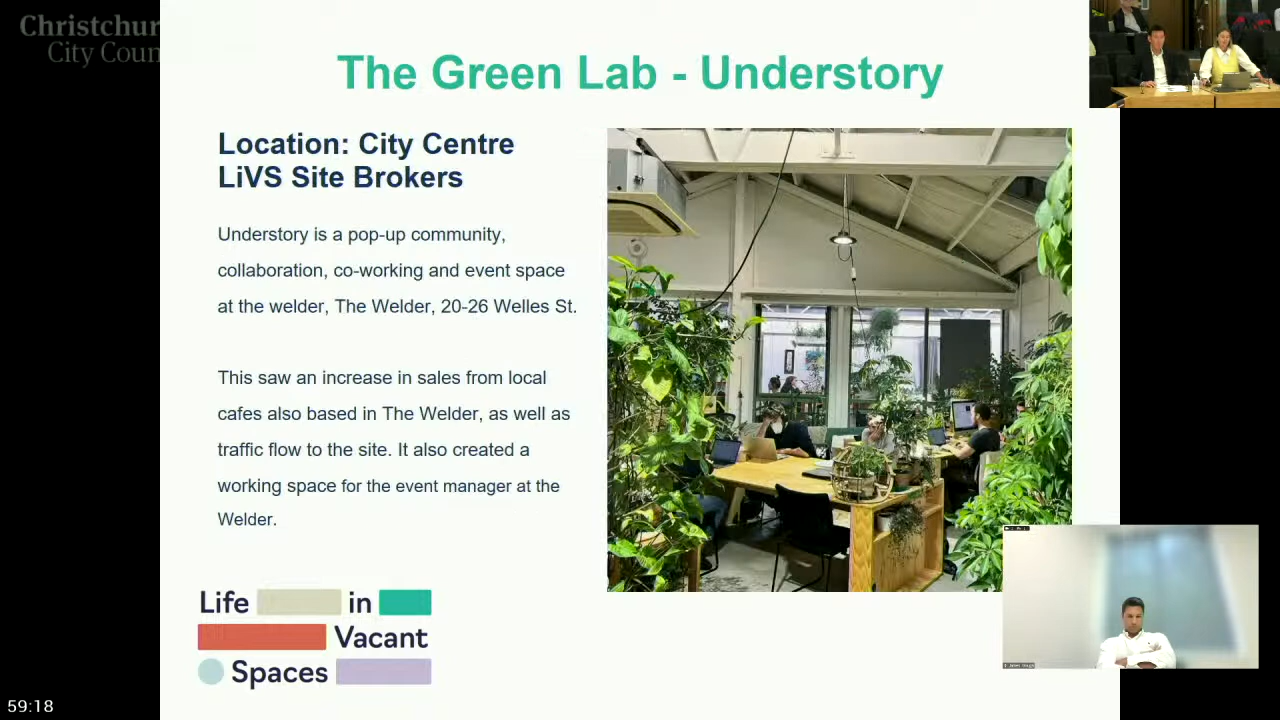 Christchur
City Coun
The Green Lab - Understory
Location: City Centre
LiVS Site Brokers
Understory is a pop-up community,
collaboration, co-working and event space
at the welder, The Welder, 20-26 Welles St.
This saw an increase in sales from local
cafes also based in The Welder, as well as
traffic flow to the site. It also created a
working space for the event manager at the
Welder.
Life in
Vacant
Spaces
59:18